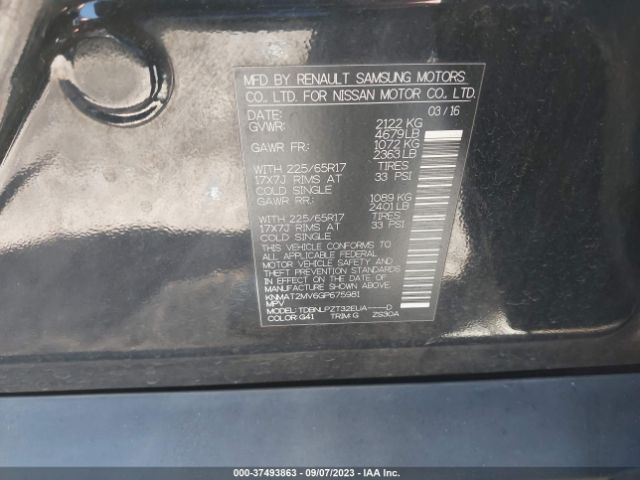 MFD BY RENAULT SAMSUNG MOTORS
CO., LTD. FOR NISSAN MOTOR CO., LTD.
DATE: 03/16
GVWR: 2122 KG
4679 LB
GAWR FR: 1072 KG
2363 LB
WITH 225/65R17 TIRES
17X7J RIMS AT 33 PSI
COLD SINGLE
GAWR RR: 1089 KG
2401 LB
WITH 225/65R17 TIRES
17X7J RIMS AT 33 PSI
COLD SINGLE
THIS VEHICLE CONFORMS TO
ALL APPLICABLE FEDERAL
MOTOR VEHICLE SAFETY AND
THEFT PREVENTION STANDARDS
IN EFFECT ON THE DATE OF
MANUFACTURE SHOWN ABOVE.
KNMAT2MV6GP675981
MPV
MODEL: TDBNLPZT32EUA----D
COLOR: G41 TRIM: G ZS30A
000-37493863 - 09/07/2023 - IAA Inc.